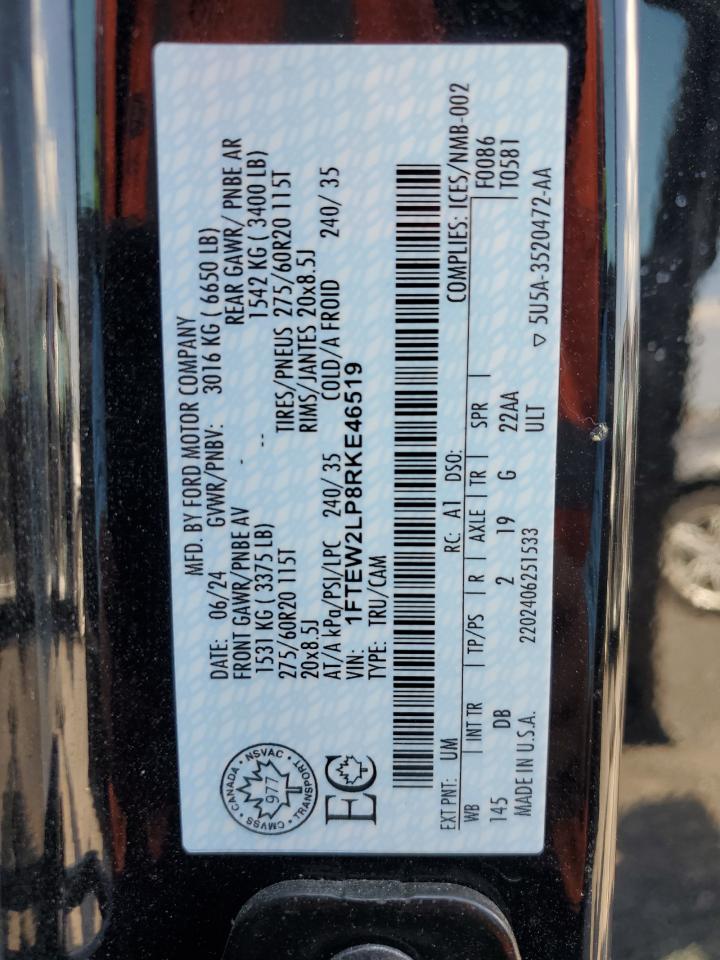 MFD. BY FORD MOTOR COMPANY
DATE: 06/24 GVWR/PNBV: 3016 KG ( 6650 LB)
FRONT GAWR/PNBE AV REAR GAWR/ PNBE AR
1531 KG ( 3375 LB) 1542 KG ( 3400 LB)
275/60R20 115T TIRES/PNEUS 275/60R20 115T
20x8.5J RIMS/JANTES 20x8.5J
AT/A kPa/PSI/LPC 240/ 35 COLD/A FROID 240/ 35
VIN: 1FTEW2LP8RKE46519
TYPE: TRU/CAM
CANADA · NSVAC · TRANSPORT · CMVSS
977
EC
EXT PNT: UM RC: A1 DSO: COMPLIES: ICES/NMB-002
WB | INT TR | TP/PS | R | AXLE | TR | SPR | F0086
145 DB 2 19 G 22AA T0581
MADE IN U.S.A. 2202406251533 ULT ▽ 5U5A-3520472-AA